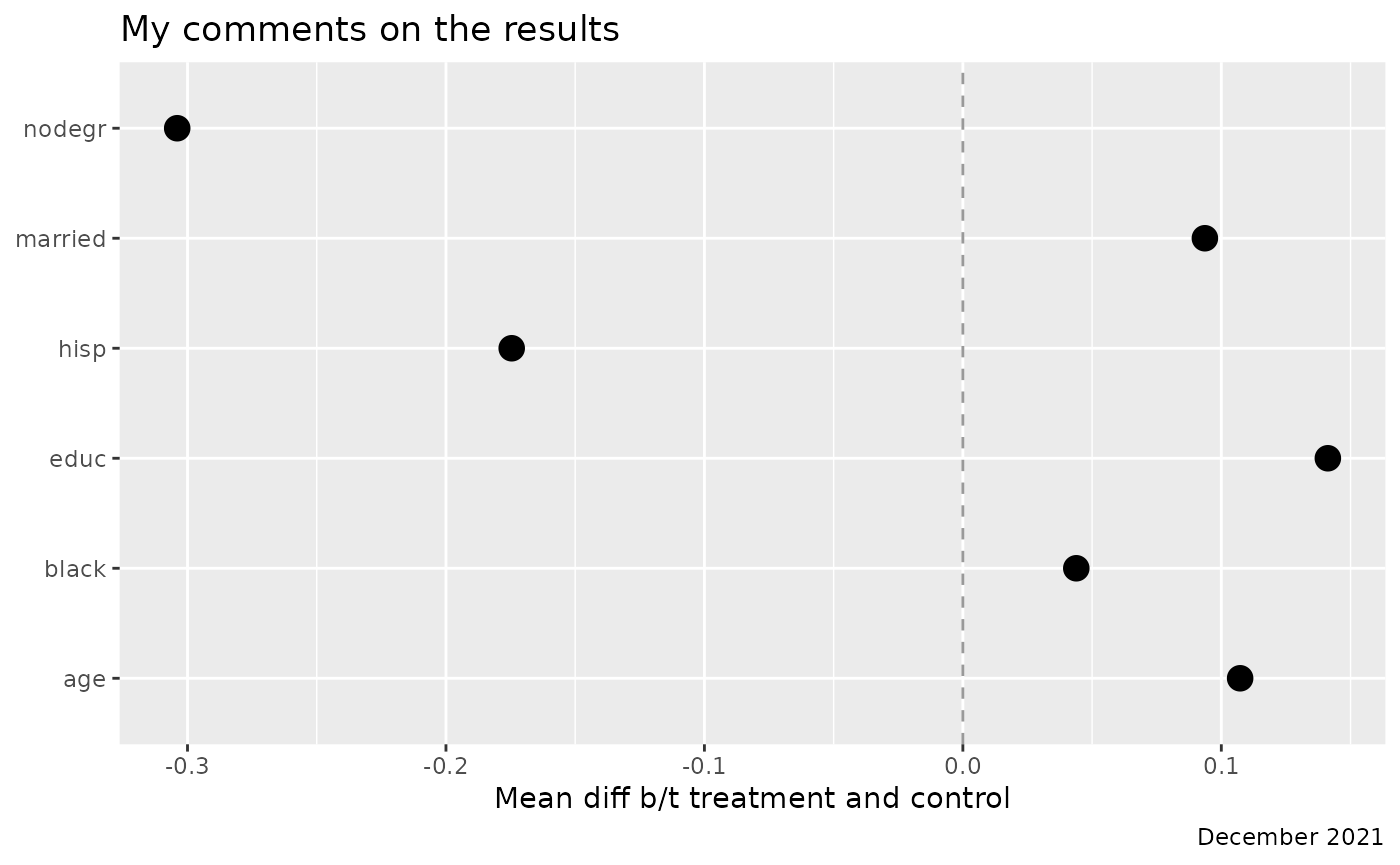 My comments on the results
nodegr
married
hisp
educ
black
age
-0.3 -0.2 -0.1 0.0 0.1
Mean diff b/t treatment and control
December 2021